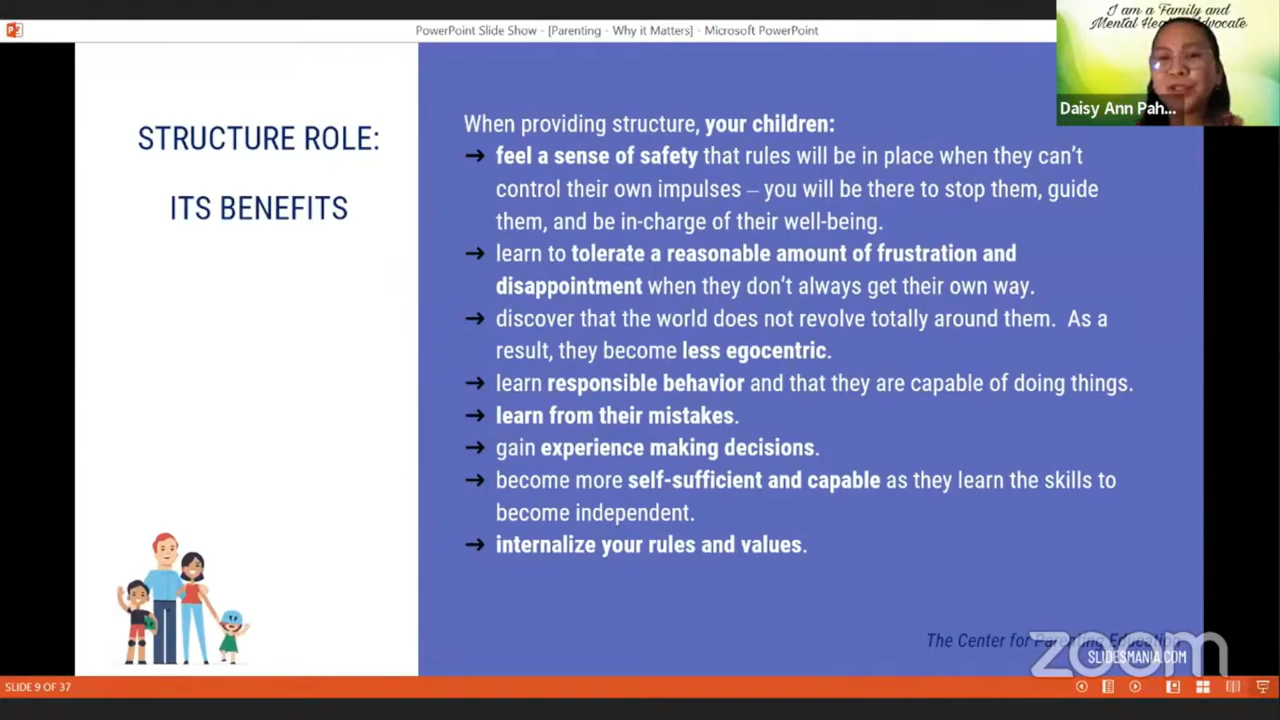 PowerPoint Slide Show - [Parenting - Why it Matters] - Microsoft PowerPoint
I am a Family and
Mental Health Advocate
Daisy Ann Pah...
STRUCTURE ROLE:
ITS BENEFITS
When providing structure, your children:
→ feel a sense of safety that rules will be in place when they can't
control their own impulses – you will be there to stop them, guide
them, and be in-charge of their well-being.
→ learn to tolerate a reasonable amount of frustration and
disappointment when they don't always get their own way.
→ discover that the world does not revolve totally around them.  As a
result, they become less egocentric.
→ learn responsible behavior and that they are capable of doing things.
→ learn from their mistakes.
→ gain experience making decisions.
→ become more self-sufficient and capable as they learn the skills to
become independent.
→ internalize your rules and values.
The Center for Parenting Education
zoom
SLIDESMANIA.COM
SLIDE 9 OF 37